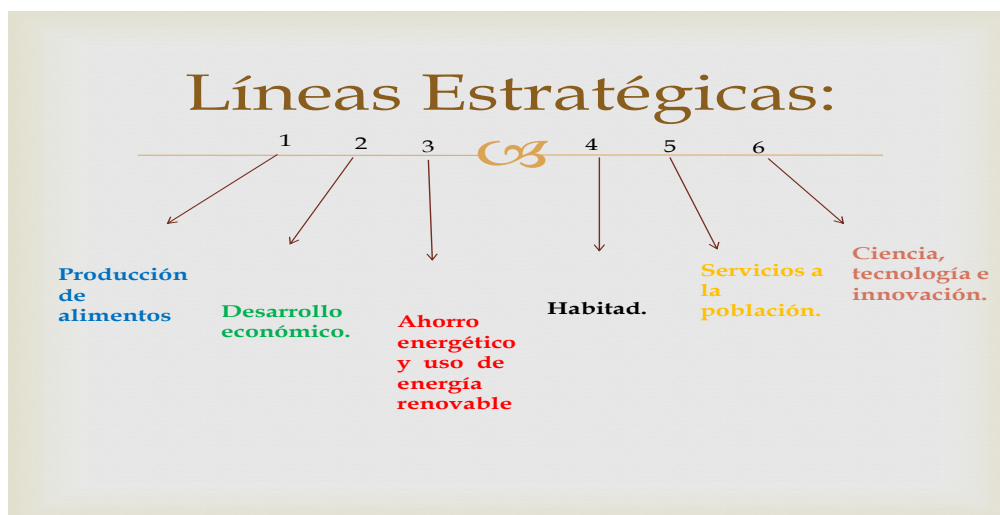 Líneas Estratégicas:
1 2 3 4 5 6
Producción
de
alimentos
Desarrollo
económico.
Ahorro
energético
y uso de
energía
renovable
Habitad.
Servicios a
la
población.
Ciencia,
tecnología e
innovación.